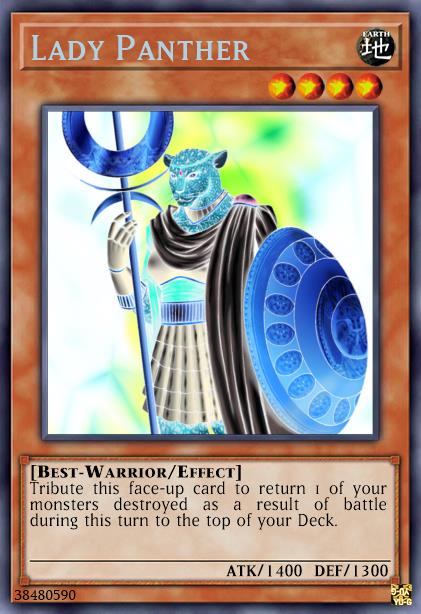 LADY PANTHER
EARTH
地
[BEST-WARRIOR/EFFECT]
Tribute this face-up card to return 1 of your
monsters destroyed as a result of battle
during this turn to the top of your Deck.
ATK/1400 DEF/1300
38480590